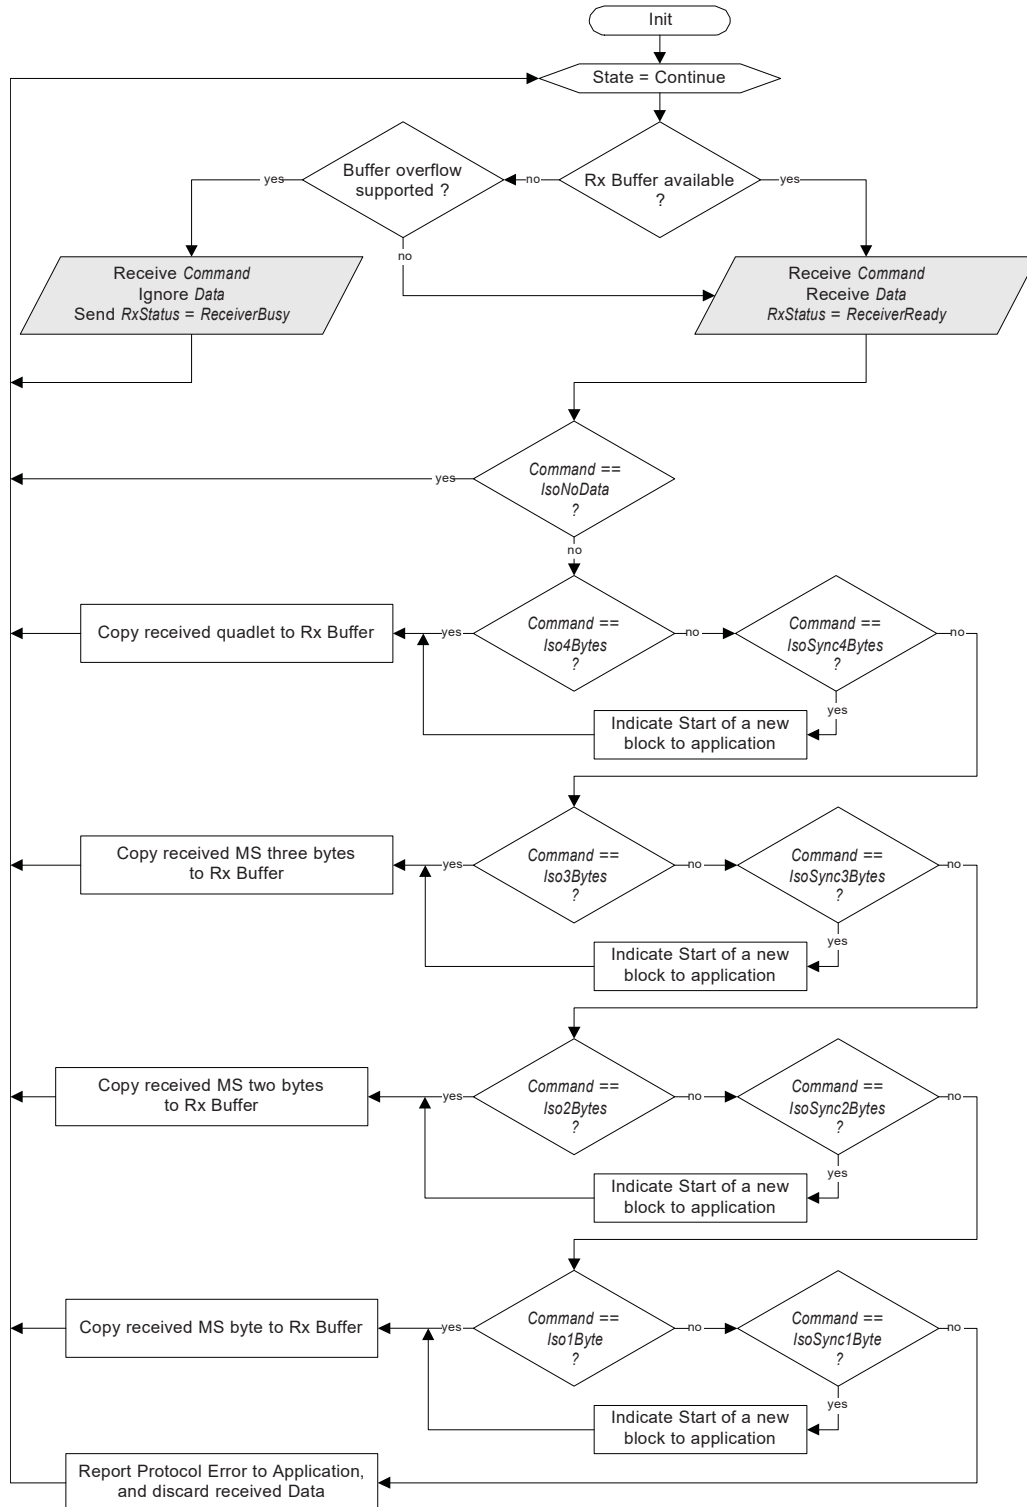 Init
State = Continue
Buffer overflow
supported ?
Rx Buffer available
?
yes
no
yes
no
Receive Command
Ignore Data
Send RxStatus = ReceiverBusy
Receive Command
Receive Data
RxStatus = ReceiverReady
Command ==
IsoNoData
?
yes
no
Copy received quadlet to Rx Buffer
yes
Command ==
Iso4Bytes
?
no
Command ==
IsoSync4Bytes
?
no
yes
Indicate Start of a new
block to application
Copy received MS three bytes
to Rx Buffer
yes
Command ==
Iso3Bytes
?
no
Command ==
IsoSync3Bytes
?
no
yes
Indicate Start of a new
block to application
Copy received MS two bytes
to Rx Buffer
yes
Command ==
Iso2Bytes
?
no
Command ==
IsoSync2Bytes
?
no
yes
Indicate Start of a new
block to application
Copy received MS byte to Rx Buffer
yes
Command ==
Iso1Byte
?
no
Command ==
IsoSync1Byte
?
no
yes
Indicate Start of a new
block to application
Report Protocol Error to Application,
and discard received Data